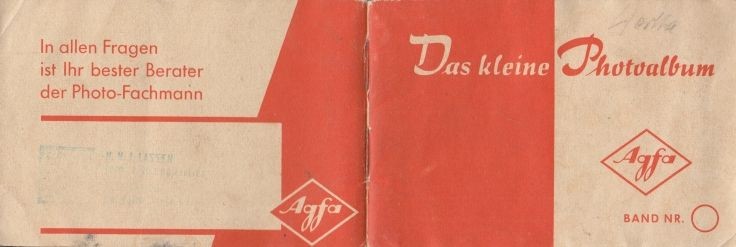 In allen Fragen
ist Ihr bester Berater
der Photo-Fachmann
Agfa
Das kleine Photoalbum
Agfa
BAND NR.